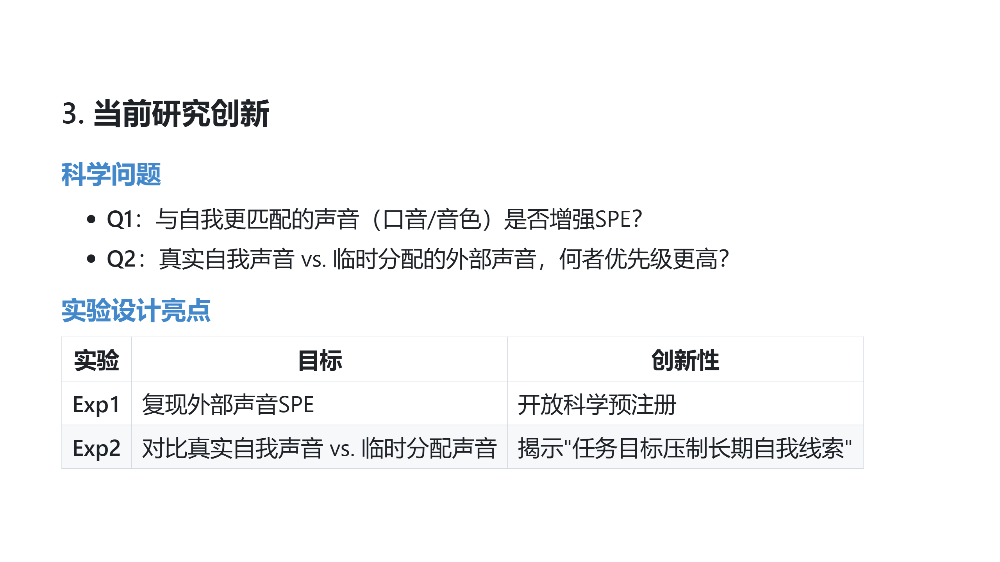 3. 当前研究创新
科学问题
• Q1：与自我更匹配的声音（口音/音色）是否增强SPE？
• Q2：真实自我声音 vs. 临时分配的外部声音，何者优先级更高？
实验设计亮点
实验 目标 创新性
Exp1 复现外部声音SPE 开放科学预注册
Exp2 对比真实自我声音 vs. 临时分配声音 揭示"任务目标压制长期自我线索"